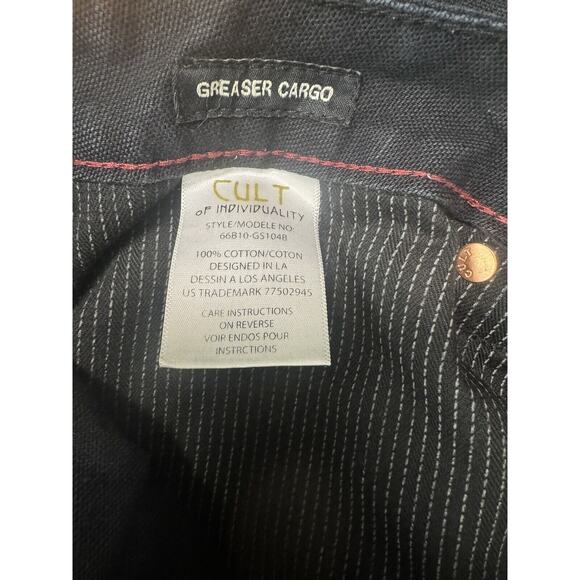 GREASER CARGO
CULT
OF INDIVIDUALITY
STYLE/MODELE NO:
66B10-GS104B
100% COTTON/COTON
DESIGNED IN LA
DESSIN A LOS ANGELES
US TRADEMARK 77502945
CARE INSTRUCTIONS
ON REVERSE
VOIR ENDOS POUR
INSTRCTIONS
CULT